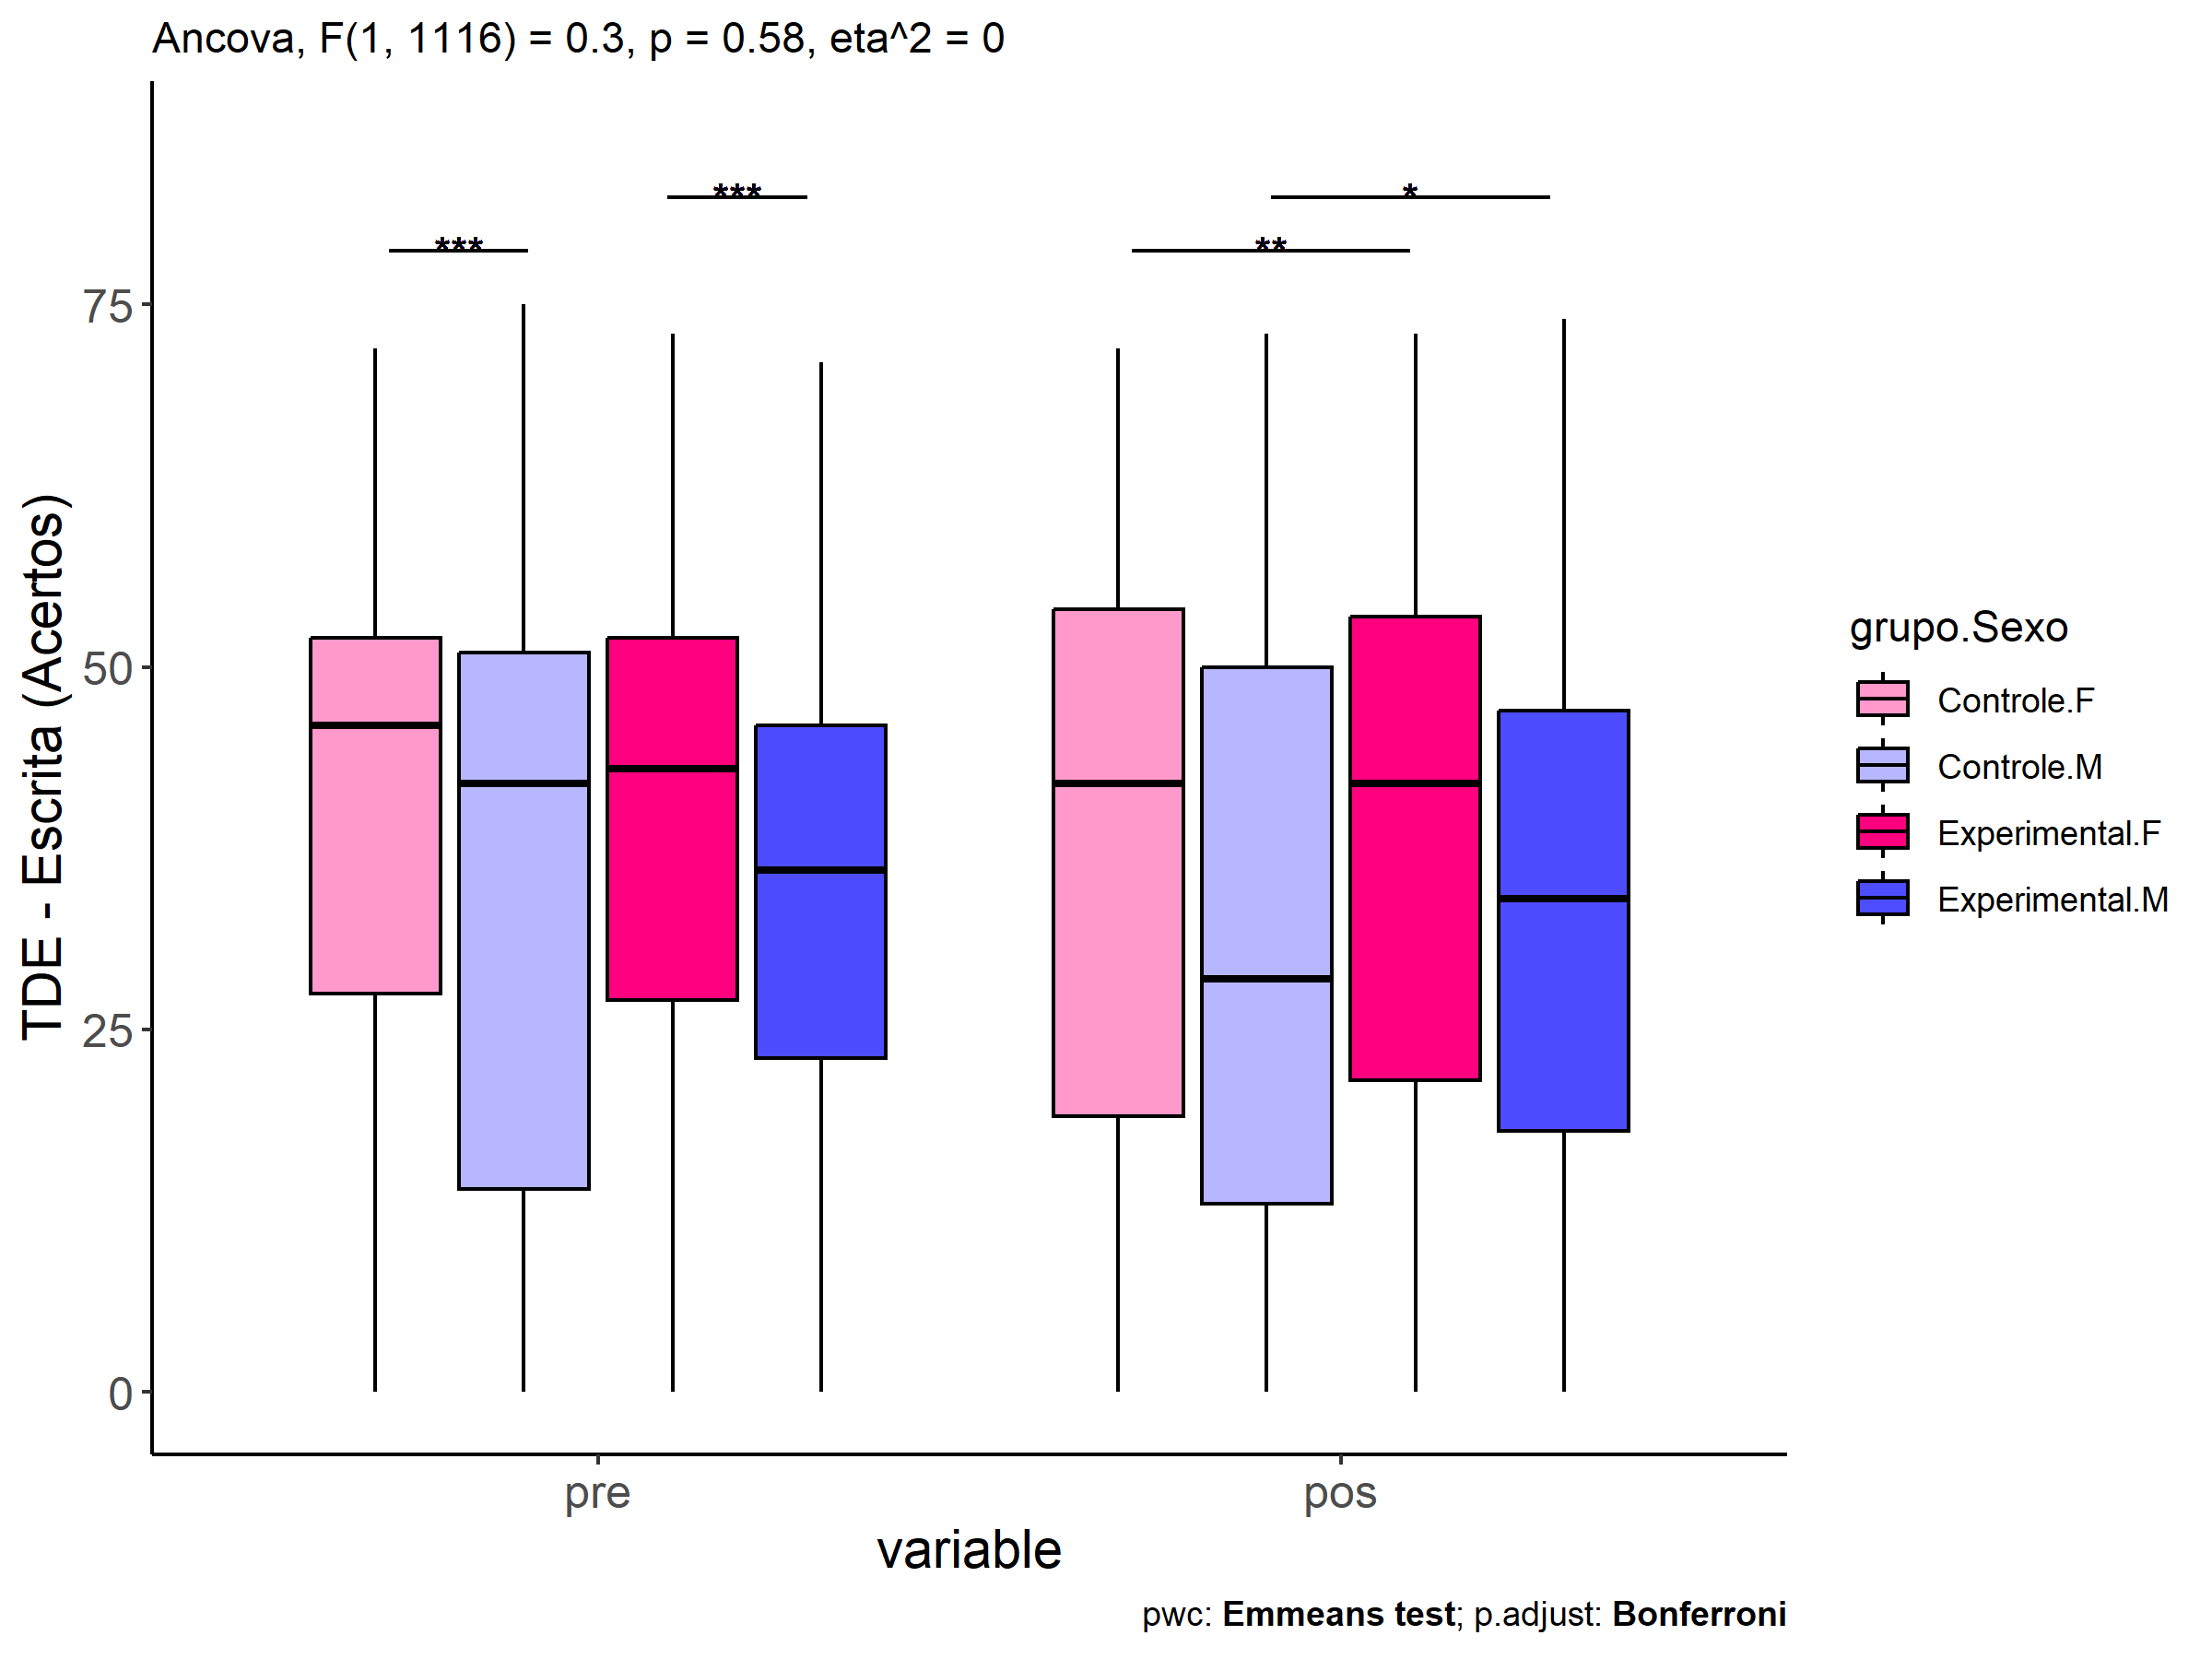 Ancova, F(1, 1116) = 0.3, p = 0.58, eta^2 = 0
***
*
***
**
75
50
25
0
TDE - Escrita (Acertos)
pre
pos
variable
grupo.Sexo
Controle.F
Controle.M
Experimental.F
Experimental.M
pwc: Emmeans test; p.adjust: Bonferroni